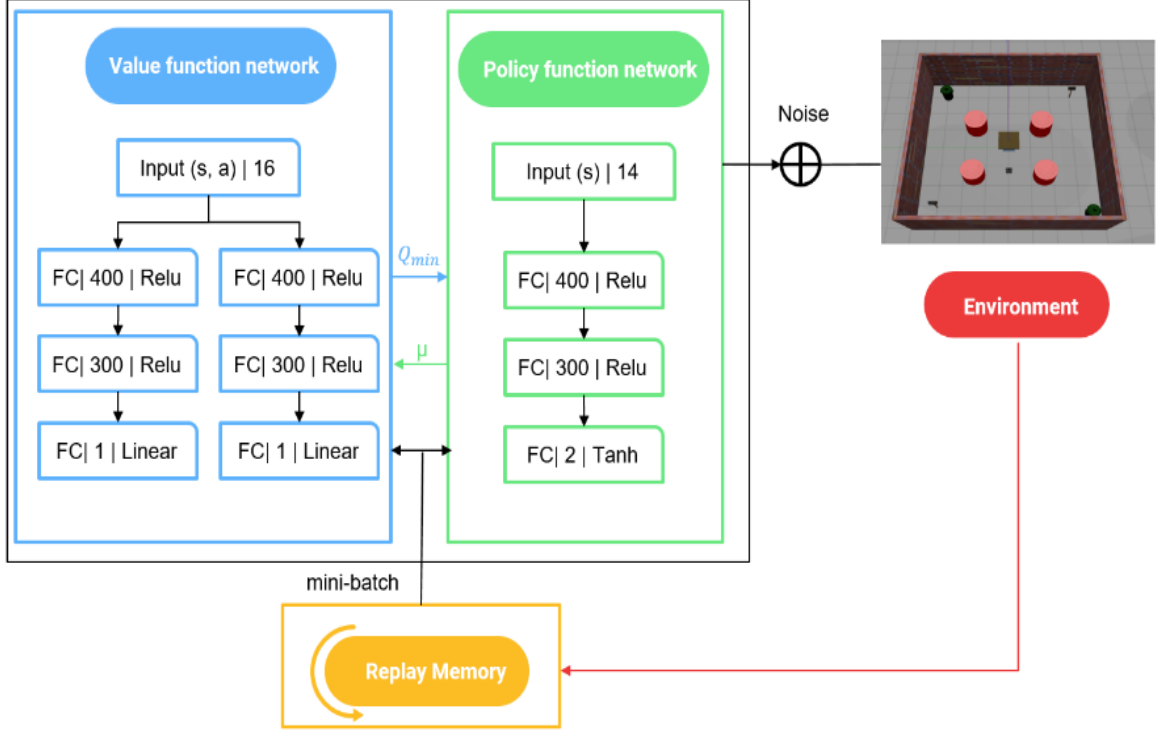 Value function network
Input (s, a) | 16
FC| 400 | Relu
FC| 400 | Relu
FC| 300 | Relu
FC| 300 | Relu
FC| 1 | Linear
FC| 1 | Linear
Q_min
μ
Policy function network
Input (s) | 14
FC| 400 | Relu
FC| 300 | Relu
FC| 2 | Tanh
Noise
Environment
mini-batch
Replay Memory